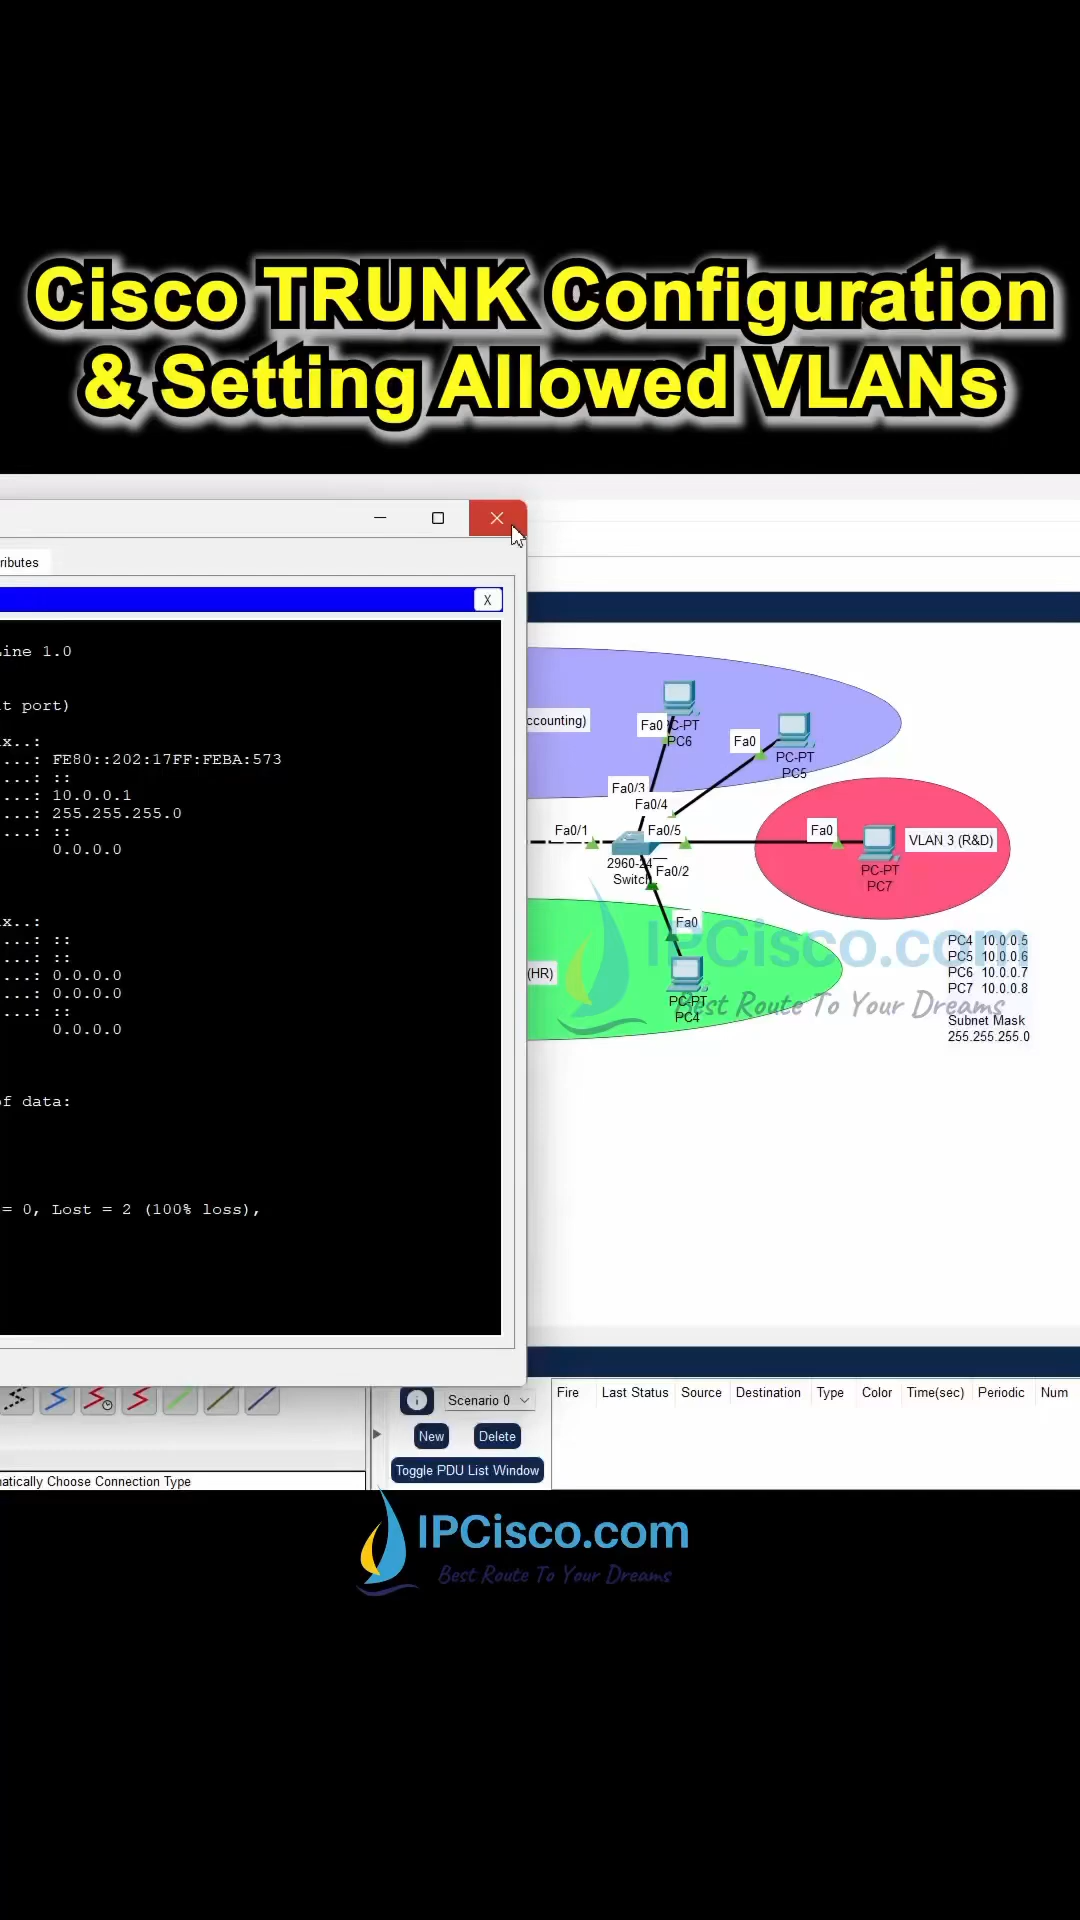 Cisco TRUNK Configuration
& Setting Allowed VLANs
ributes
X
Line 1.0
t port)
x..:
...: FE80::202:17FF:FEBA:573
...: ::
...: 10.0.0.1
...: 255.255.255.0
...: ::
0.0.0.0
x..:
...: ::
...: ::
...: 0.0.0.0
...: 0.0.0.0
...: ::
0.0.0.0
of data:
= 0, Lost = 2 (100% loss),
ccounting)
Fa0
C-PT
PC6
Fa0
PC-PT
PC5
Fa0/3
Fa0/4
Fa0/1
Fa0/5
Fa0
VLAN 3 (R&D)
2960-24
Switch
Fa0/2
PC-PT
PC7
Fa0
(HR)
PC-PT
PC4
IPCisco.com
Best Route To Your Dreams
PC4 10.0.0.5
PC5 10.0.0.6
PC6 10.0.0.7
PC7 10.0.0.8
Subnet Mask
255.255.255.0
Scenario 0
Fire Last Status Source Destination Type Color Time(sec) Periodic Num
New Delete
Toggle PDU List Window
matically Choose Connection Type
IPCisco.com
Best Route To Your Dreams